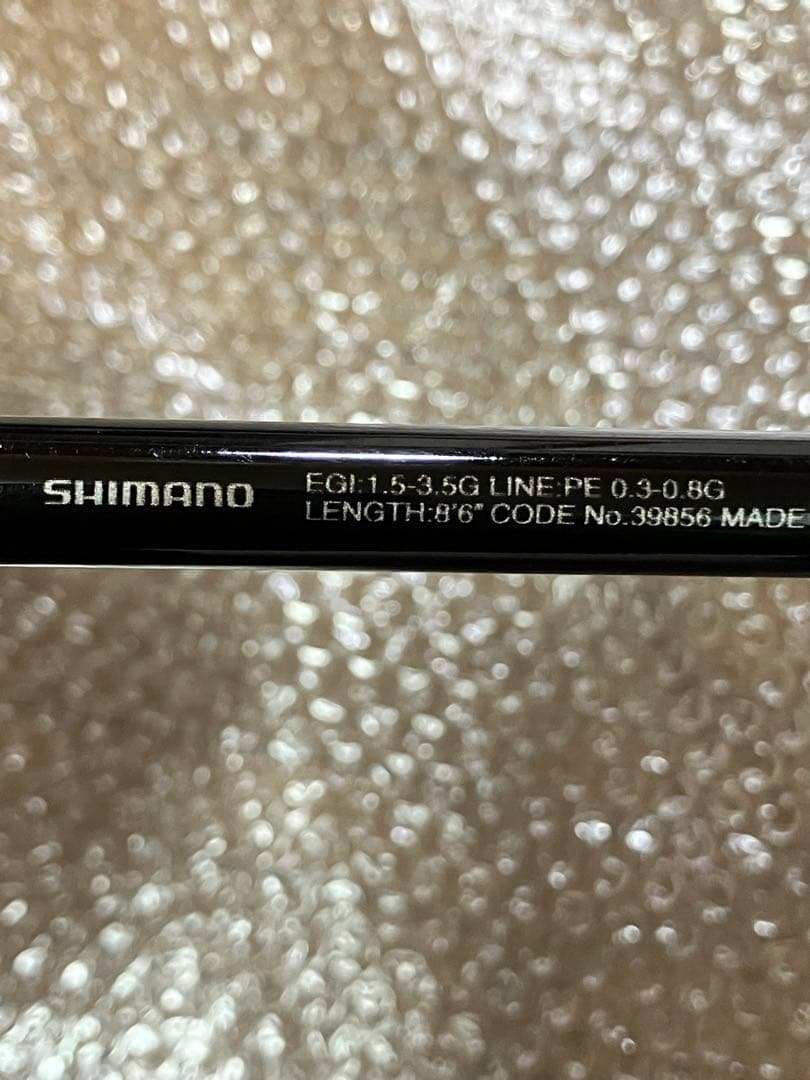 SHIMANO
EGI:1.5-3.5G LINE:PE 0.3-0.8G
LENGTH:8'6" CODE No.39856 MADE